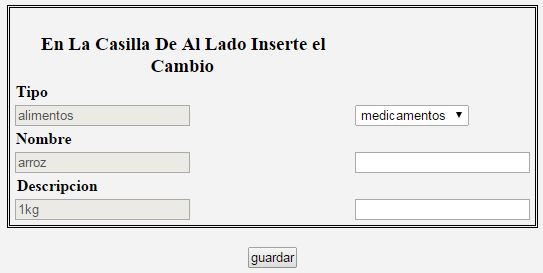 En La Casilla De Al Lado Inserte el
Cambio
Tipo
alimentos
medicamentos
Nombre
arroz
Descripcion
1kg
guardar